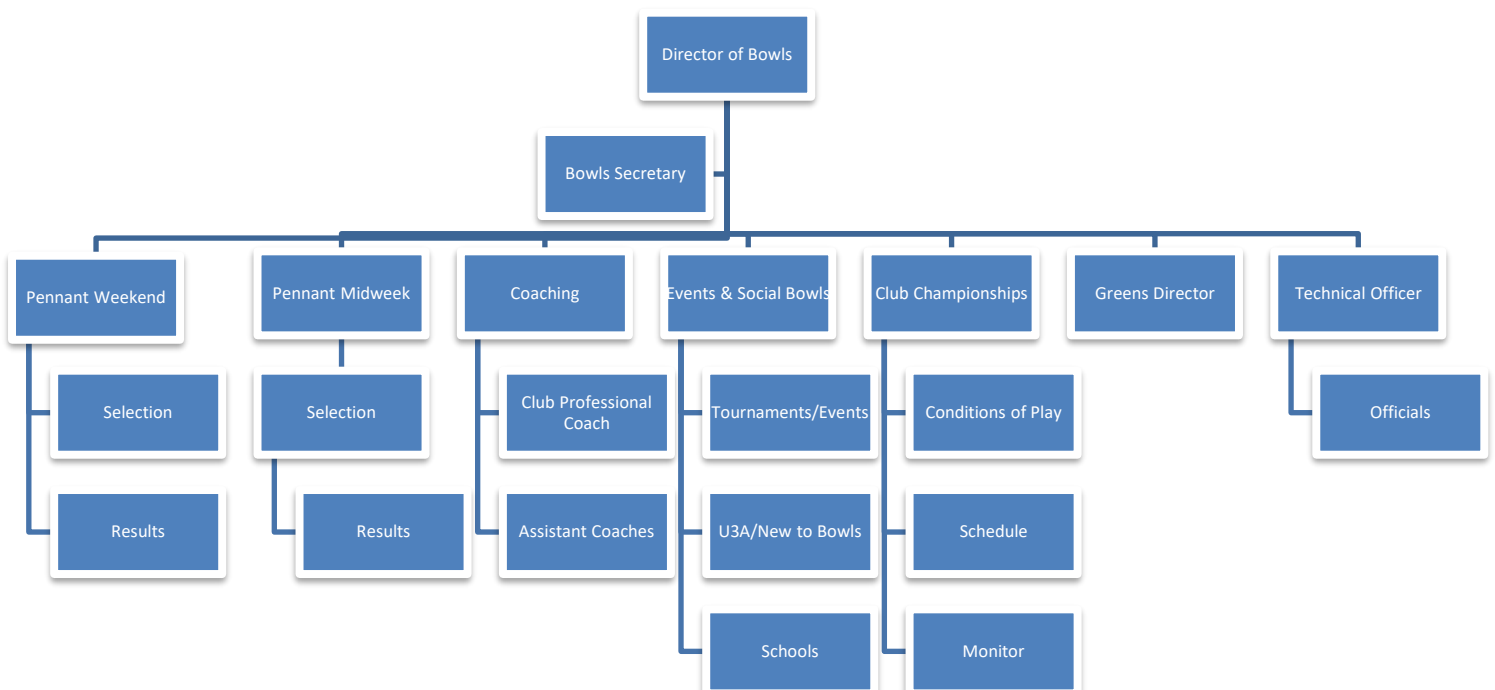 Director of Bowls
Bowls Secretary
Pennant Weekend
Pennant Midweek
Coaching
Events & Social Bowls
Club Championships
Greens Director
Technical Officer
Selection
Selection
Club Professional
Coach
Tournaments/Events
Conditions of Play
Officials
Results
Results
Assistant Coaches
U3A/New to Bowls
Schedule
Schools
Monitor